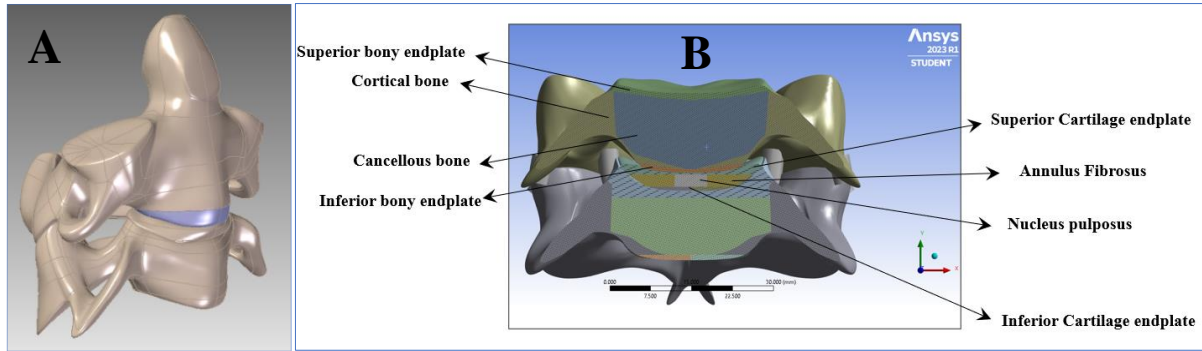 A
B
Ansys
2023 R1
STUDENT
Superior bony endplate
Cortical bone
Cancellous bone
Inferior bony endplate
Superior Cartilage endplate
Annulus Fibrosus
Nucleus pulposus
Inferior Cartilage endplate
Y
X
0.000
30.000 (mm)
7.500
22.500